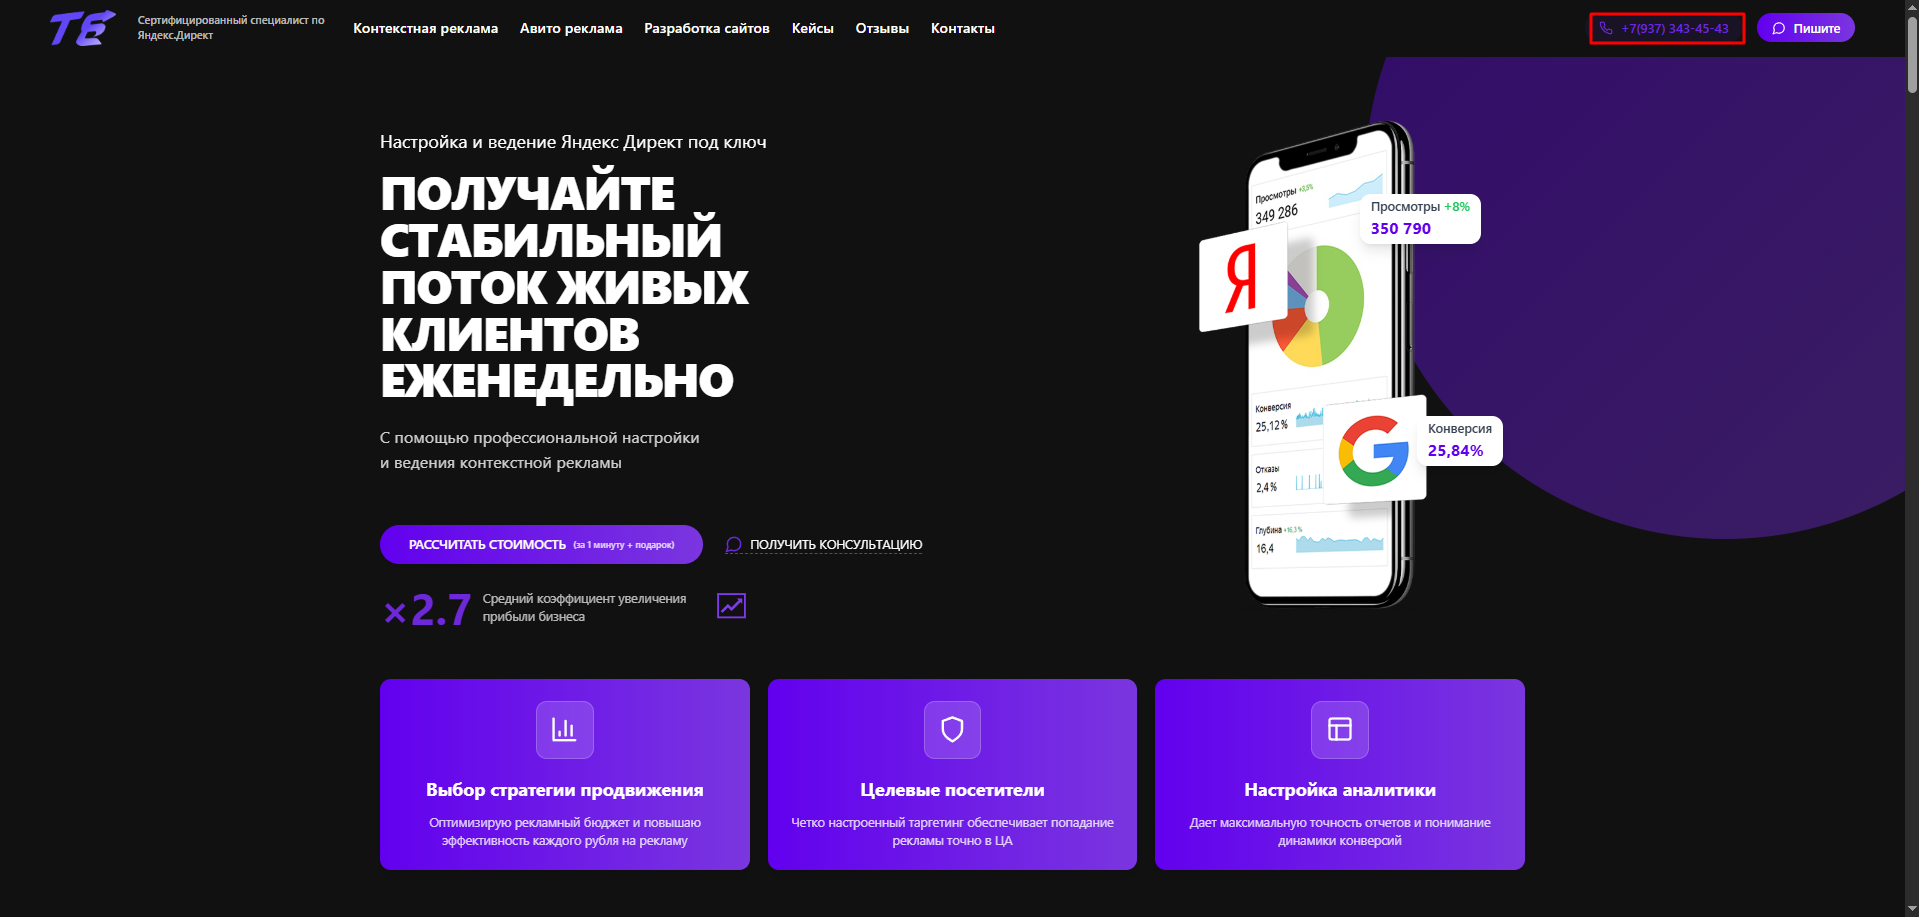 ТБ
Сертифицированный специалист по
Яндекс.Директ
Контекстная реклама
Авито реклама
Разработка сайтов
Кейсы
Отзывы
Контакты
+7(937) 343-45-43
Пишите
Настройка и ведение Яндекс Директ под ключ
ПОЛУЧАЙТЕ
СТАБИЛЬНЫЙ
ПОТОК ЖИВЫХ
КЛИЕНТОВ
ЕЖЕНЕДЕЛЬНО
С помощью профессиональной настройки
и ведения контекстной рекламы
РАССЧИТАТЬ СТОИМОСТЬ (за 1 минуту + подарок)
ПОЛУЧИТЬ КОНСУЛЬТАЦИЮ
×2.7
Средний коэффициент увеличения
прибыли бизнеса
Просмотры +3,5%
349 286
Просмотры +8%
350 790
Я
Конверсия
25,12%
G
Конверсия
25,84%
Отказы
2,4%
Глубина +16,3%
16,4
Выбор стратегии продвижения
Оптимизирую рекламный бюджет и повышаю
эффективность каждого рубля на рекламу
Целевые посетители
Четко настроенный таргетинг обеспечивает попадание
рекламы точно в ЦА
Настройка аналитики
Дает максимальную точность отчетов и понимание
динамики конверсий